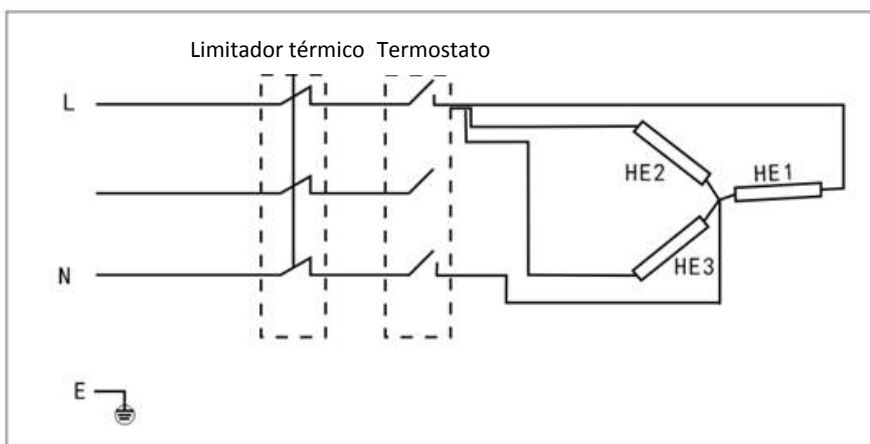 Limitador térmico Termostato
L
HE2
HE1
HE3
N
E